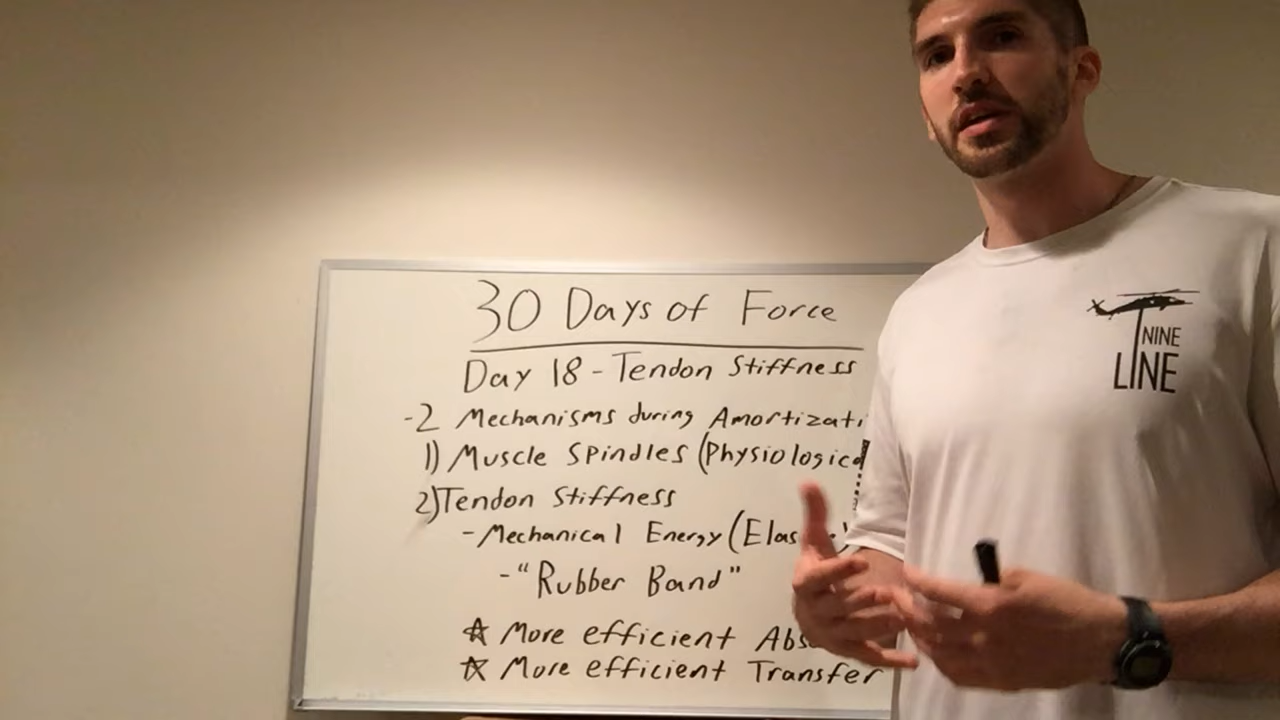 30 Days of Force
Day 18 - Tendon Stiffness
- 2 Mechanisms during Amortizati
1) Muscle Spindles (Physiologica
2) Tendon Stiffness
- Mechanical Energy (Elas
- "Rubber Band"
☆ More efficient Abs
☆ More efficient Transfer
NINE
LINE